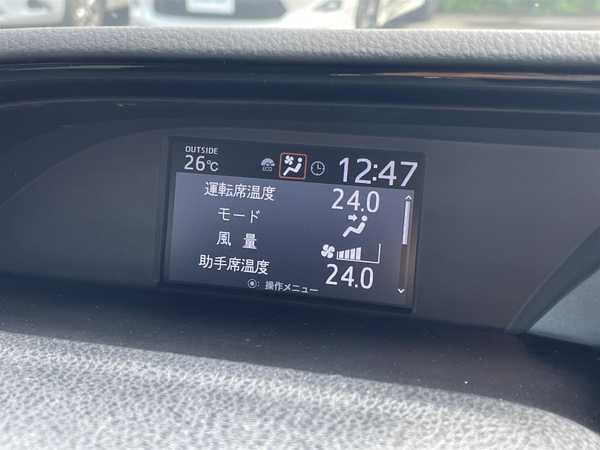 OUTSIDE
26℃ ECO 12:47
運転席温度 24.0
モード
風 量
助手席温度 24.0
◉: 操作メニュー